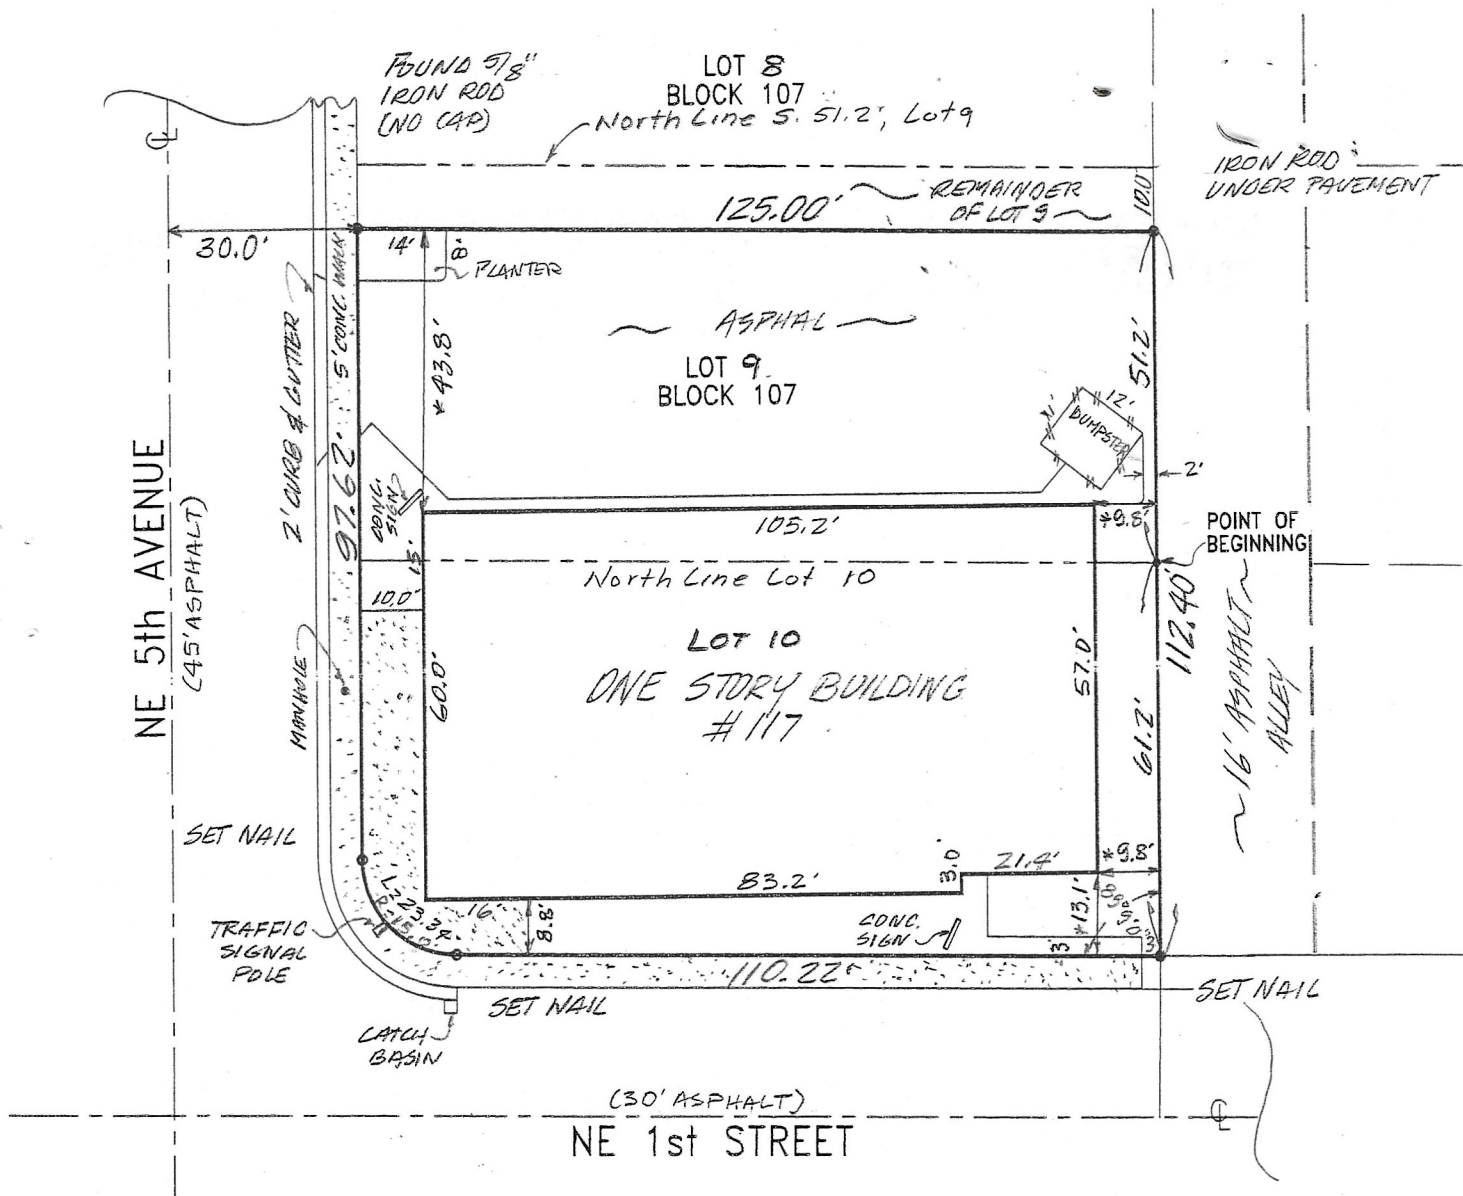 FOUND 5/8"
IRON ROD
(NO CAP)
LOT 8
BLOCK 107
North Line S. 51.2', Lot 9
IRON ROD
UNDER PAVEMENT
CL
125.00'
REMAINDER
OF LOT 9
10.0'
30.0'
14'
8'
PLANTER
5' CONC. WALK
2' CURB & GUTTER
*43.8'
ASPHAL
LOT 9
BLOCK 107
51.2'
12'
DUMPSTER
2'
97.62'
CONC.
SIGN
15'
105.2'
*9.8'
POINT OF
BEGINNING
North Line Lot 10
10.0'
NE 5th AVENUE
(45' ASPHALT)
MANHOLE
60.0'
LOT 10
ONE STORY BUILDING
#117
57.0'
112.40'
61.2'
16' ASPHALT
ALLEY
SET NAIL
3.0'
21.4'
*9.8'
83.2'
*13.1'
16'
8.8'
TRAFFIC
SIGNAL
POLE
CONC.
SIGN
3'
3'
110.22'
SET NAIL
SET NAIL
CATCH
BASIN
(30' ASPHALT)
CL
NE 1st STREET